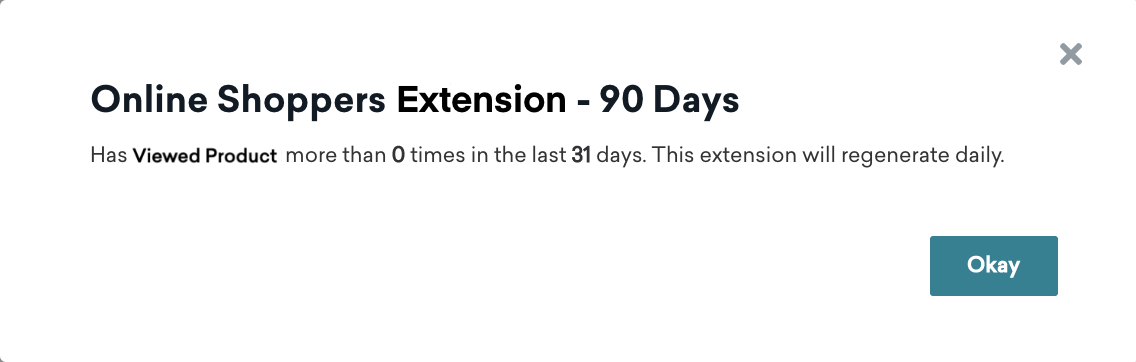 Online Shoppers Extension - 90 Days
Has Viewed Product more than 0 times in the last 31 days. This extension will regenerate daily.
Okay